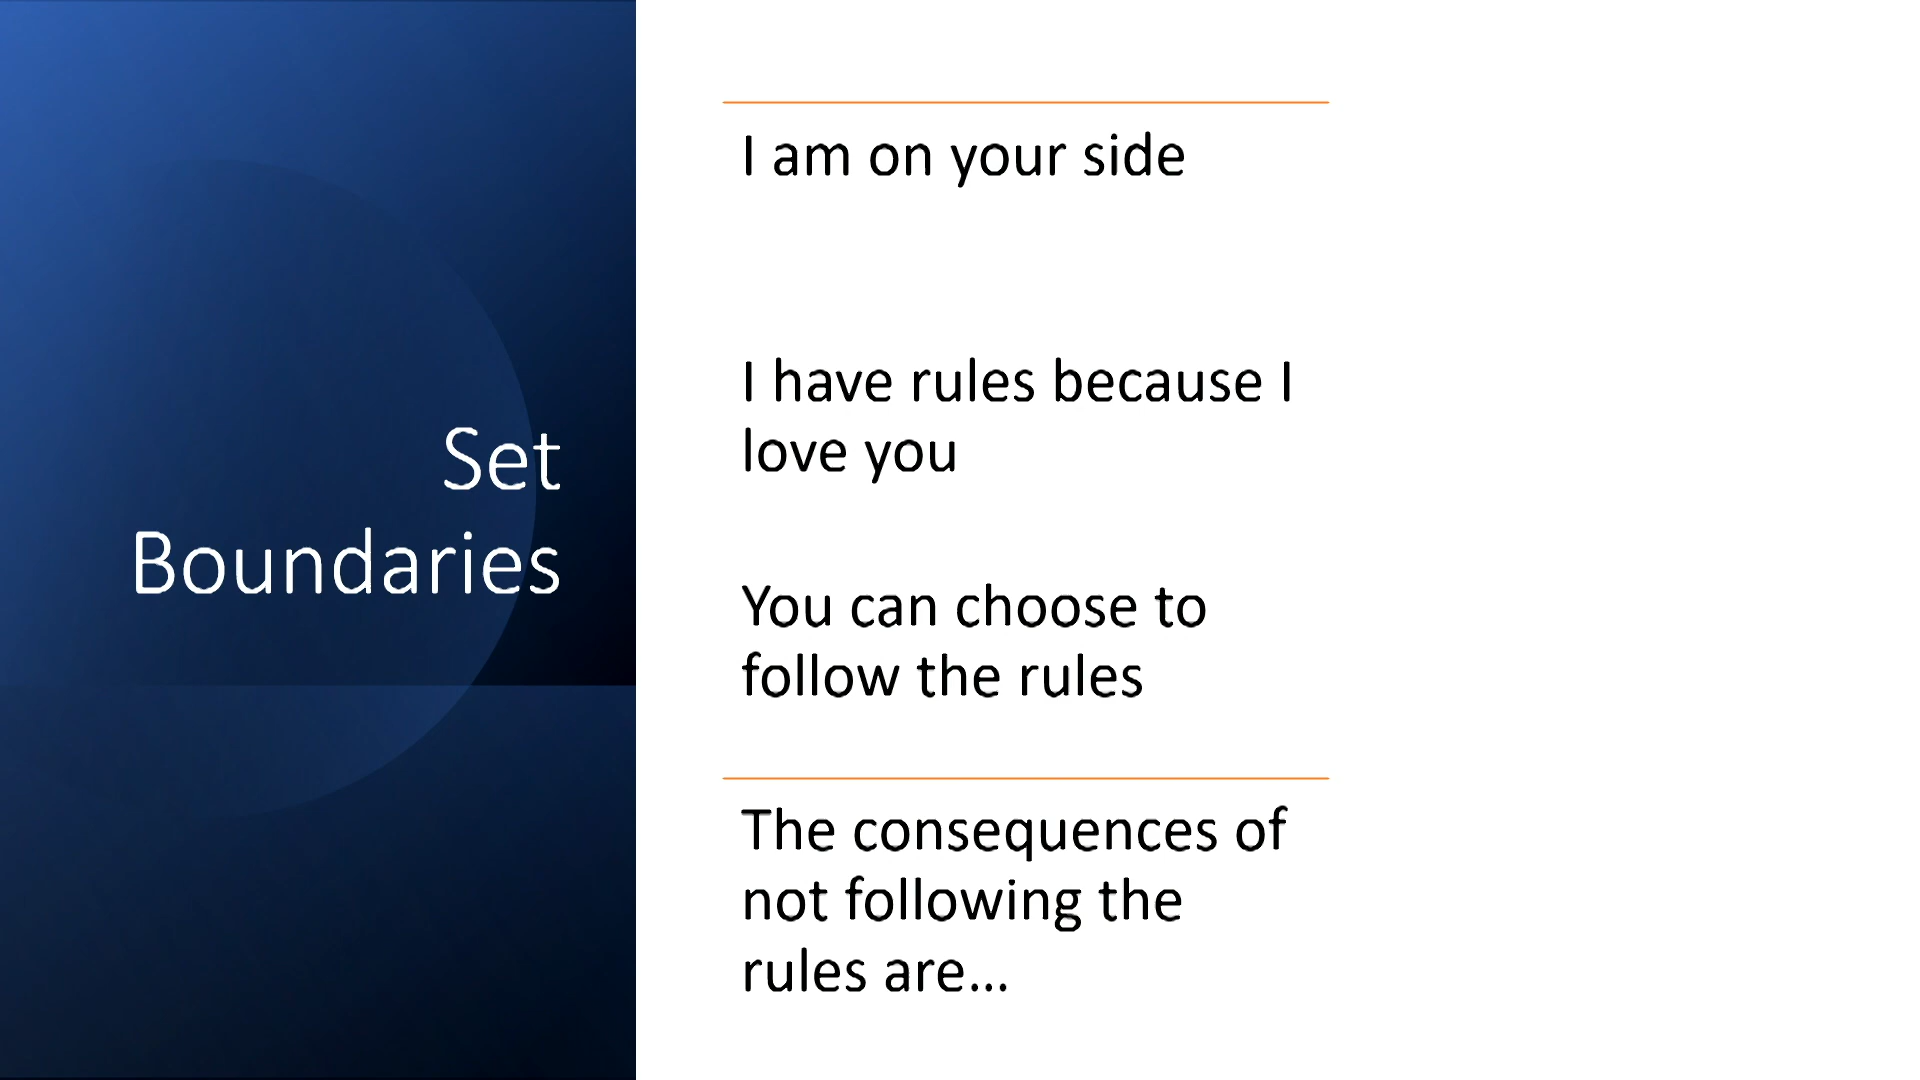 Set
Boundaries
I am on your side
I have rules because I
love you
You can choose to
follow the rules
The consequences of
not following the
rules are...